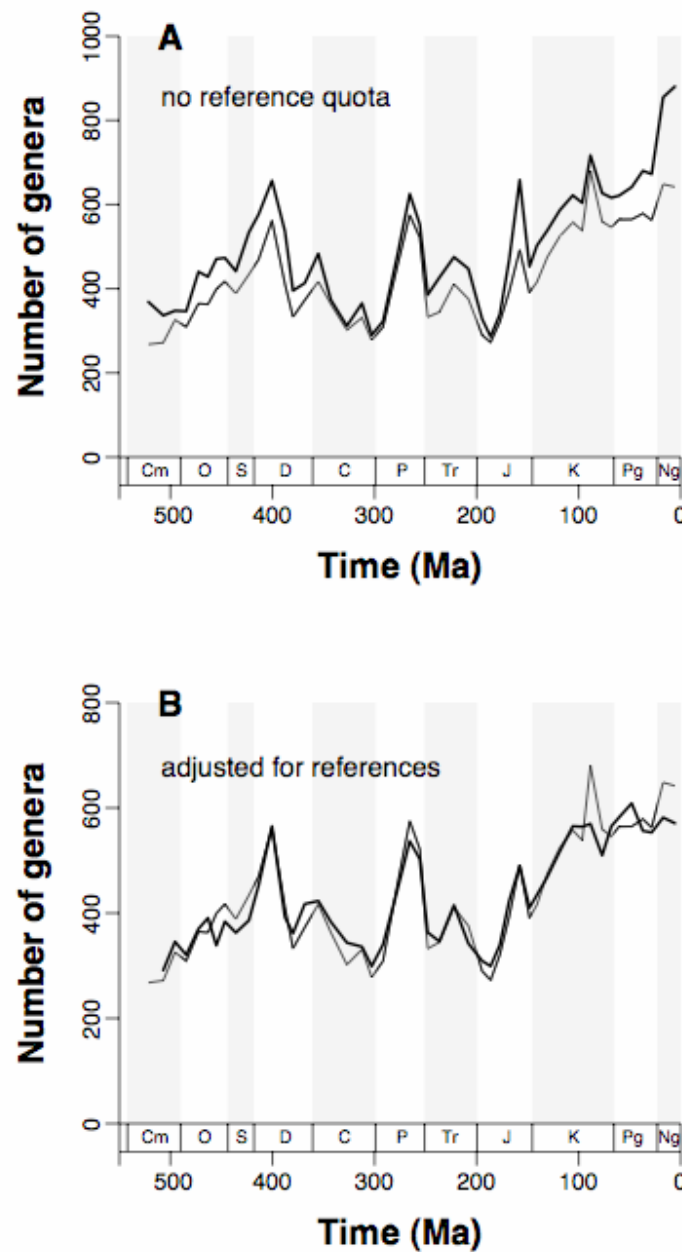 A
no reference quota
Number of genera
1000
800
600
400
200
0
Cm O S D C P Tr J K Pg Ng
500 400 300 200 100 0
Time (Ma)
B
adjusted for references
Number of genera
800
600
400
200
0
Cm O S D C P Tr J K Pg Ng
500 400 300 200 100 0
Time (Ma)